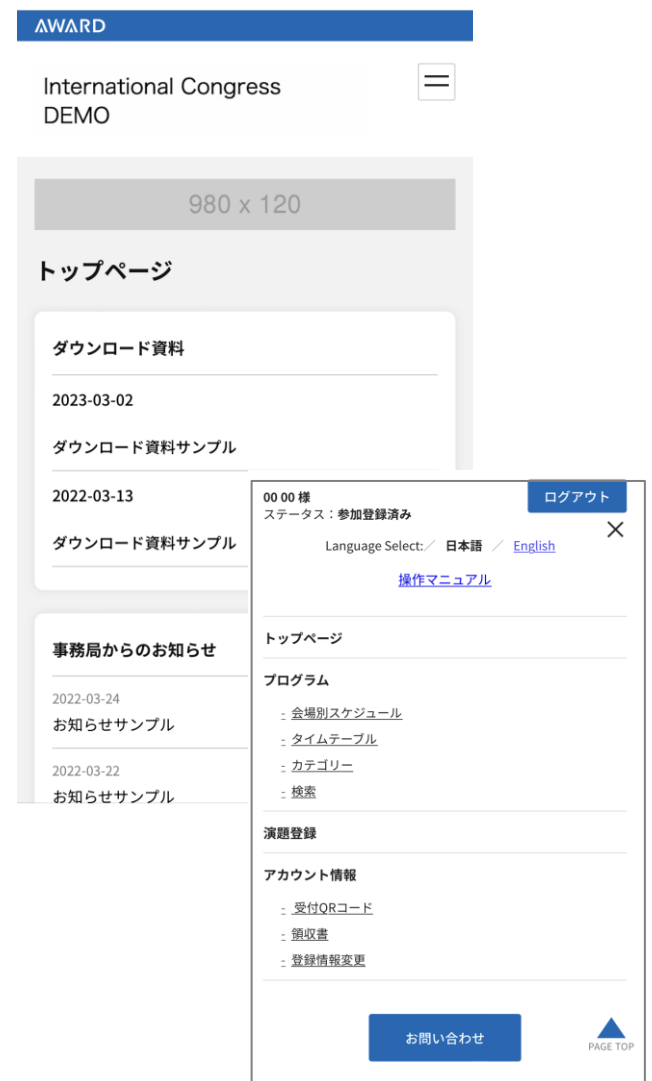 AWARD
International Congress
DEMO
980 x 120
トップページ
ダウンロード資料
2023-03-02
ダウンロード資料サンプル
2022-03-13
ダウンロード資料サンプル
事務局からのお知らせ
2022-03-24
お知らせサンプル
2022-03-22
お知らせサンプル
00 00 様
ログアウト
ステータス：参加登録済み
Language Select:／ 日本語 ／ English
操作マニュアル
トップページ
プログラム
- 会場別スケジュール
- タイムテーブル
- カテゴリー
- 検索
演題登録
アカウント情報
- 受付QRコード
- 領収書
- 登録情報変更
お問い合わせ
PAGE TOP